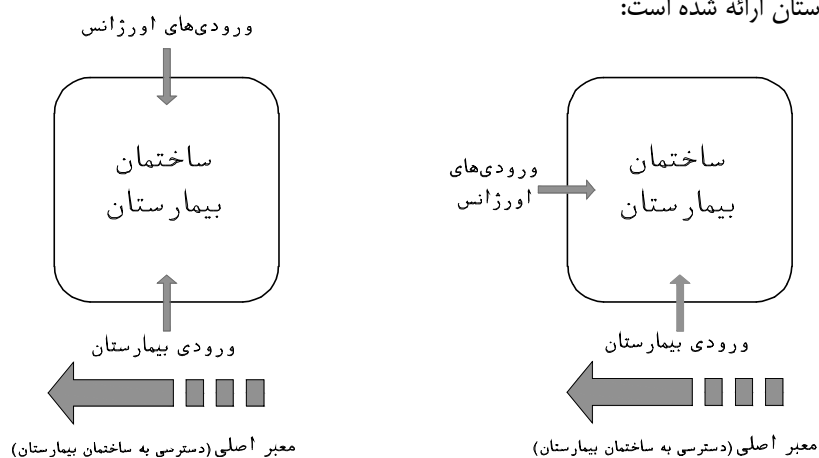 ستان ارائه شده است:
ورودی‌های
اورژانس
ساختمان
بیمارستان
ورودی بیمارستان
معبر اصلی (دسترسی به ساختمان بیمارستان)
ورودی‌های اورژانس
ساختمان
بیمارستان
ورودی بیمارستان
معبر اصلی (دسترسی به ساختمان بیمارستان)